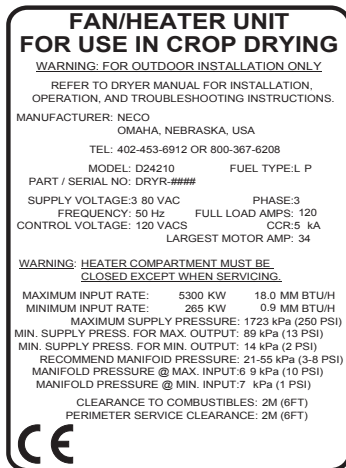 FAN/HEATER UNIT
FOR USE IN CROP DRYING
WARNING: FOR OUTDOOR INSTALLATION ONLY
REFER TO DRYER MANUAL FOR INSTALLATION,
OPERATION, AND TROUBLESHOOTING INSTRUCTIONS.
MANUFACTURER: NECO
OMAHA, NEBRASKA, USA
TEL: 402-453-6912 OR 800-367-6208
MODEL: D24210 FUEL TYPE:L P
PART / SERIAL NO: DRYR-####
SUPPLY VOLTAGE:3 80 VAC PHASE:3
FREQUENCY: 50 Hz FULL LOAD AMPS: 120
CONTROL VOLTAGE: 120 VACS CCR:5 kA
LARGEST MOTOR AMP: 34
WARNING: HEATER COMPARTMENT MUST BE
CLOSED EXCEPT WHEN SERVICING.
MAXIMUM INPUT RATE: 5300 KW 18.0 MM BTU/H
MINIMUM INPUT RATE: 265 KW 0.9 MM BTU/H
MAXIMUM SUPPLY PRESSURE: 1723 kPa (250 PSI)
MIN. SUPPLY PRESS. FOR MAX. OUTPUT: 89 kPa (13 PSI)
MIN. SUPPLY PRESS. FOR MIN. OUTPUT: 14 kPa (2 PSI)
RECOMMEND MANIFOID PRESSURE: 21-55 kPa (3-8 PSI)
MANIFOLD PRESSURE @ MAX. INPUT:6 9 kPa (10 PSI)
MANIFOLD PRESSURE @ MIN. INPUT:7 kPa (1 PSI)
CLEARANCE TO COMBUSTIBLES: 2M (6FT)
PERIMETER SERVICE CLEARANCE: 2M (6FT)
CE